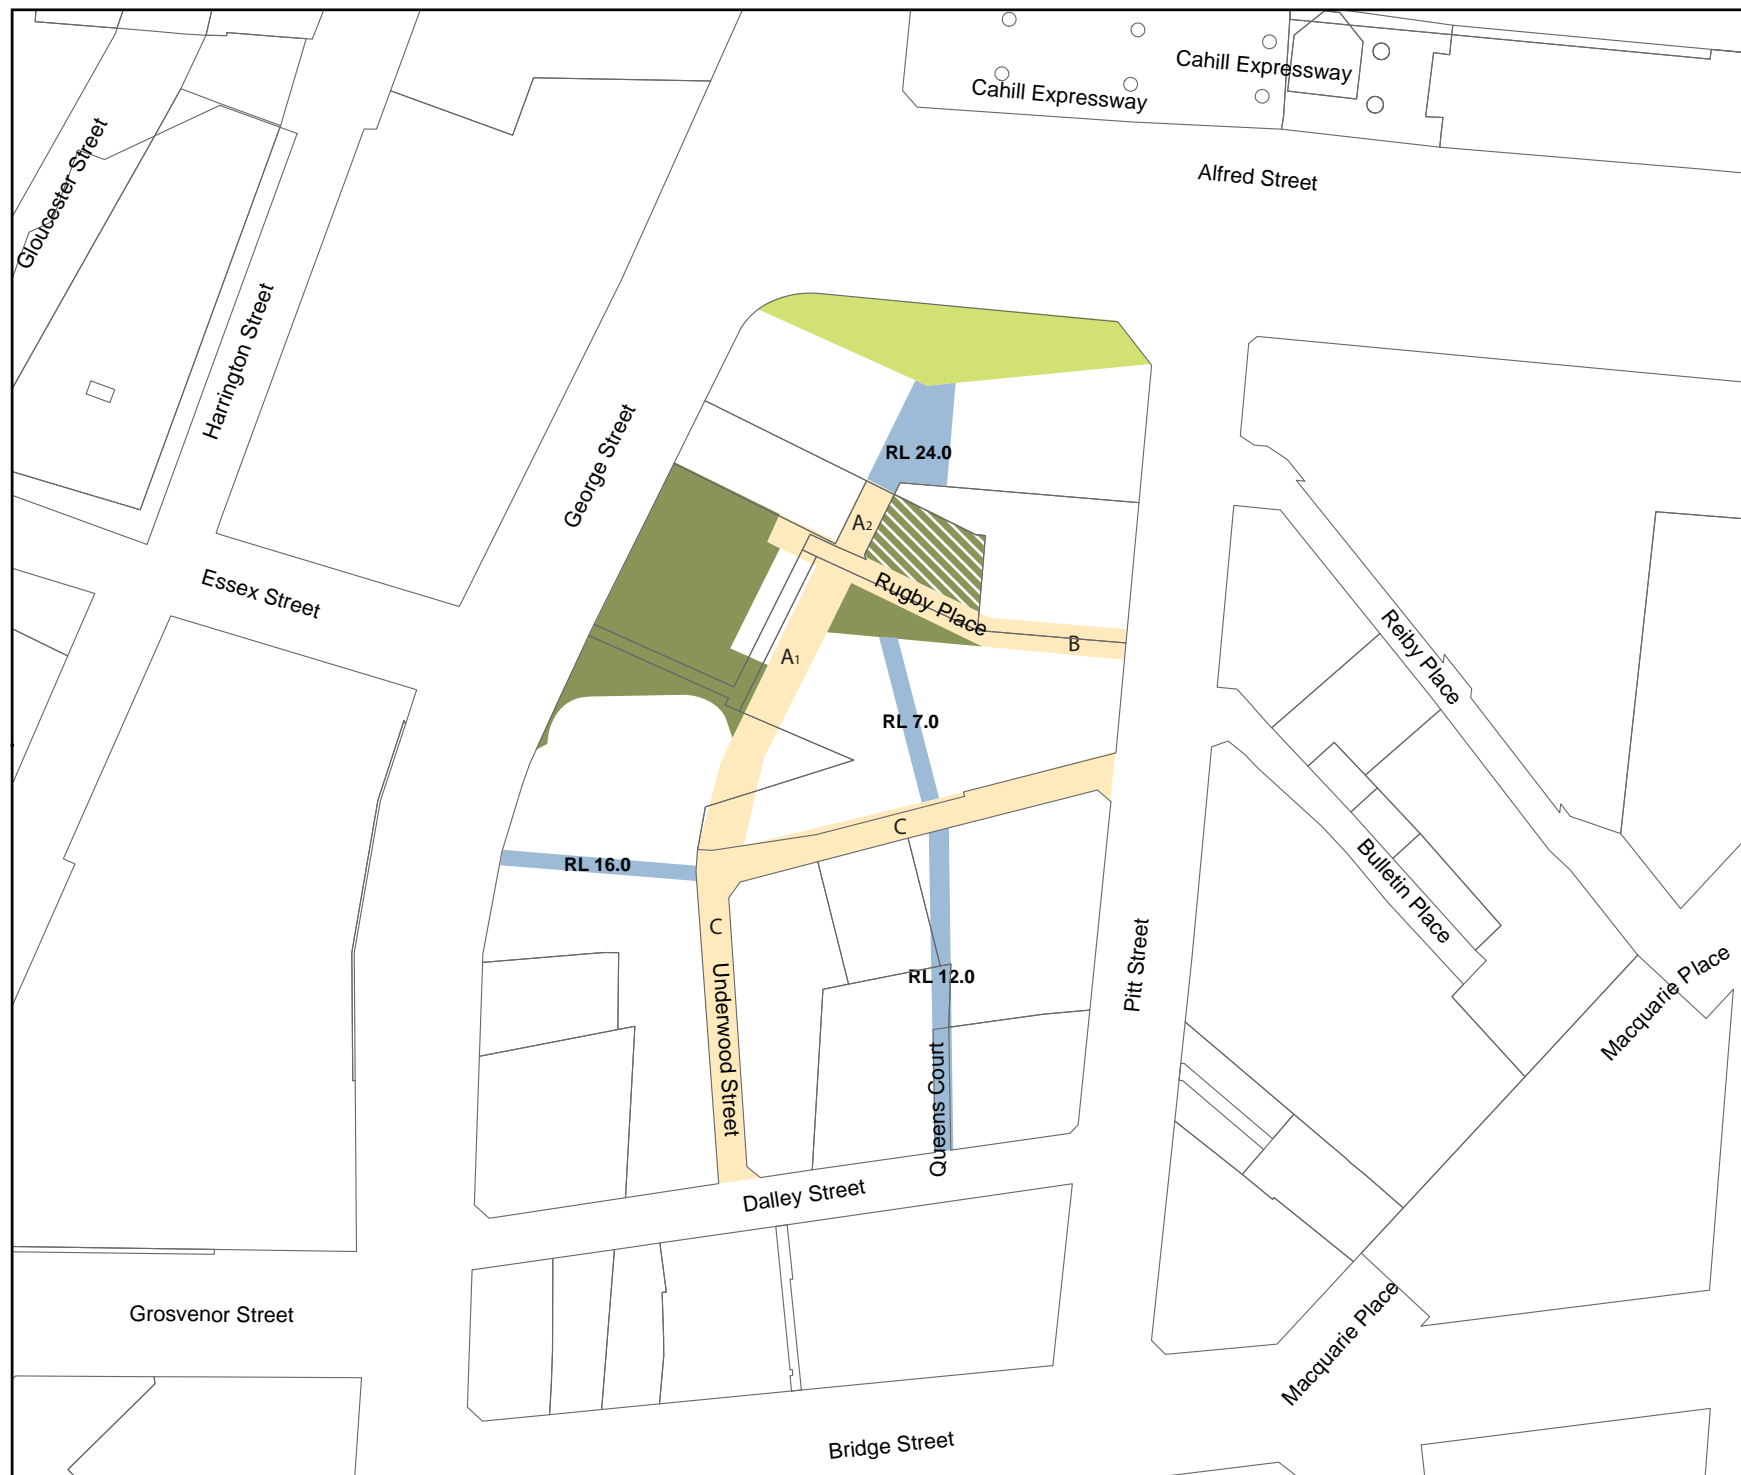 Cahill Expressway
Cahill Expressway
Alfred Street
Gloucester Street
Harrington Street
George Street
RL 24.0
A2
Essex Street
Rugby Place
B
A1
Reiby Place
RL 7.0
C
RL 16.0
Bulletin Place
C
Pitt Street
RL 12.0
Underwood Street
Queens Court
Macquarie Place
Dalley Street
Grosvenor Street
Macquarie Place
Bridge Street